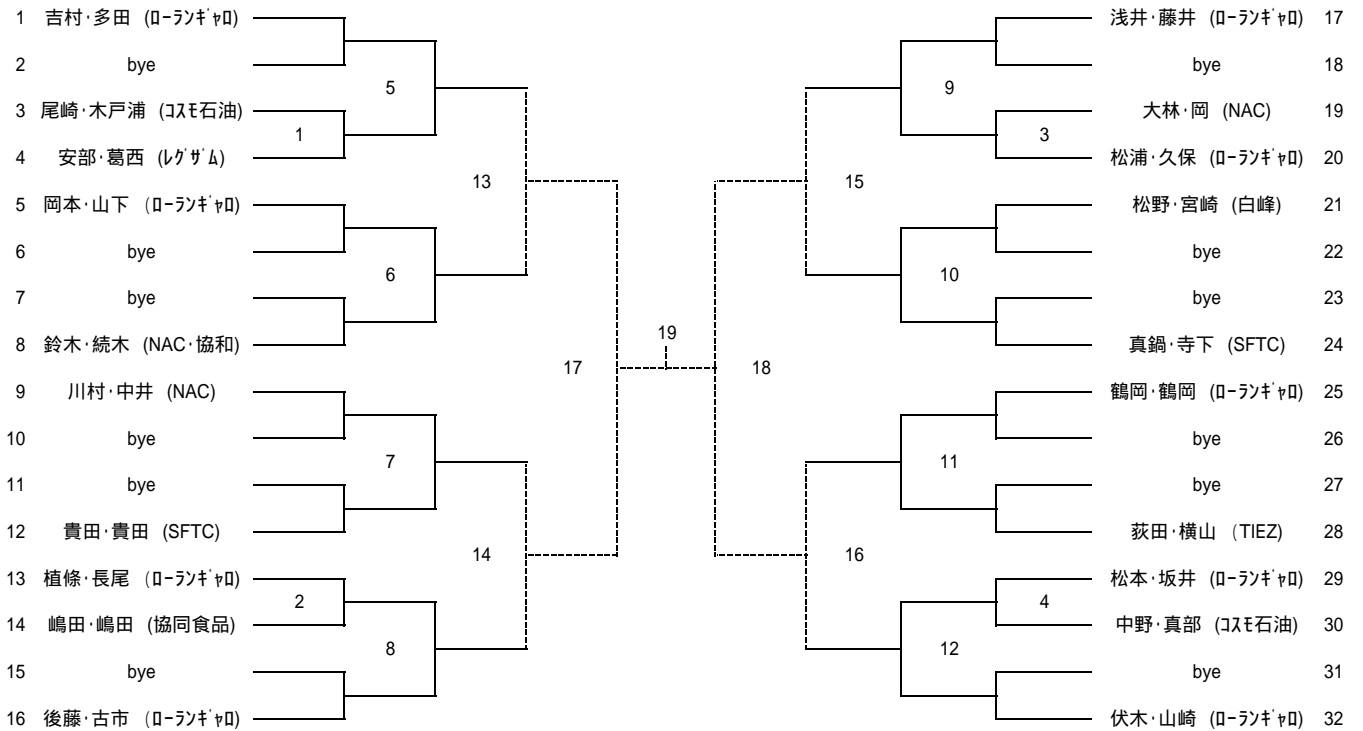 1 吉村·多田 (ﾛｰﾗﾝｷﾞｬﾛ)
2 bye
5
3 尾崎·木戸浦 (ｺｽﾓ石油)
1
4 安部·葛西 (ﾚｸﾞｻﾞﾑ)
13
5 岡本·山下 (ﾛｰﾗﾝｷﾞｬﾛ)
6 bye
6
7 bye
8 鈴木·続木 (NAC·協和)
17
9 川村·中井 (NAC)
10 bye
7
11 bye
12 貴田·貴田 (SFTC)
14
13 植條·長尾 (ﾛｰﾗﾝｷﾞｬﾛ)
2
14 嶋田·嶋田 (協同食品)
8
15 bye
16 後藤·古市 (ﾛｰﾗﾝｷﾞｬﾛ)
19
浅井·藤井 (ﾛｰﾗﾝｷﾞｬﾛ) 17
bye 18
9
大林·岡 (NAC) 19
3
松浦·久保 (ﾛｰﾗﾝｷﾞｬﾛ) 20
15
松野·宮崎 (白峰) 21
bye 22
10
bye 23
真鍋·寺下 (SFTC) 24
18
鶴岡·鶴岡 (ﾛｰﾗﾝｷﾞｬﾛ) 25
bye 26
11
bye 27
荻田·横山 (TIEZ) 28
16
松本·坂井 (ﾛｰﾗﾝｷﾞｬﾛ) 29
4
中野·真部 (ｺｽﾓ石油) 30
12
bye 31
伏木·山崎 (ﾛｰﾗﾝｷﾞｬﾛ) 32